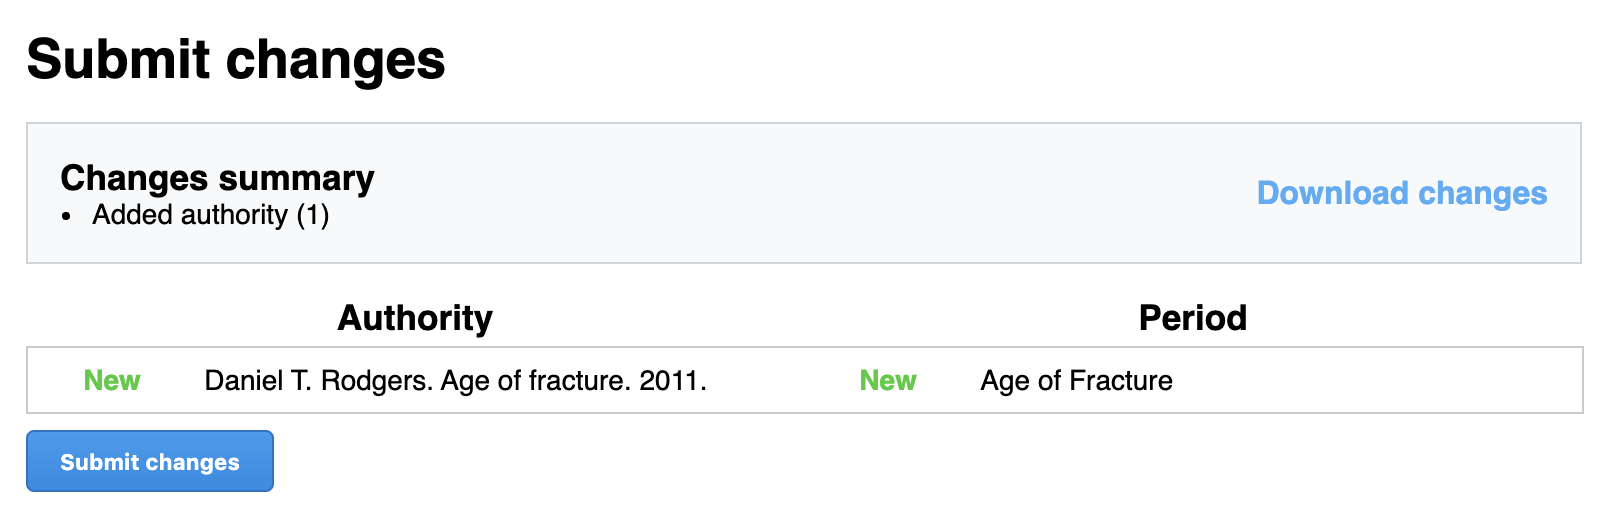 Submit changes
Changes summary
Download changes
• Added authority (1)
Authority Period
New Daniel T. Rodgers. Age of fracture. 2011. New Age of Fracture
Submit changes